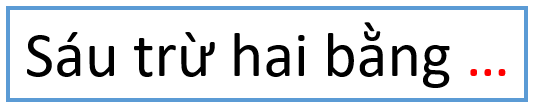 Sáu trừ hai bằng ...